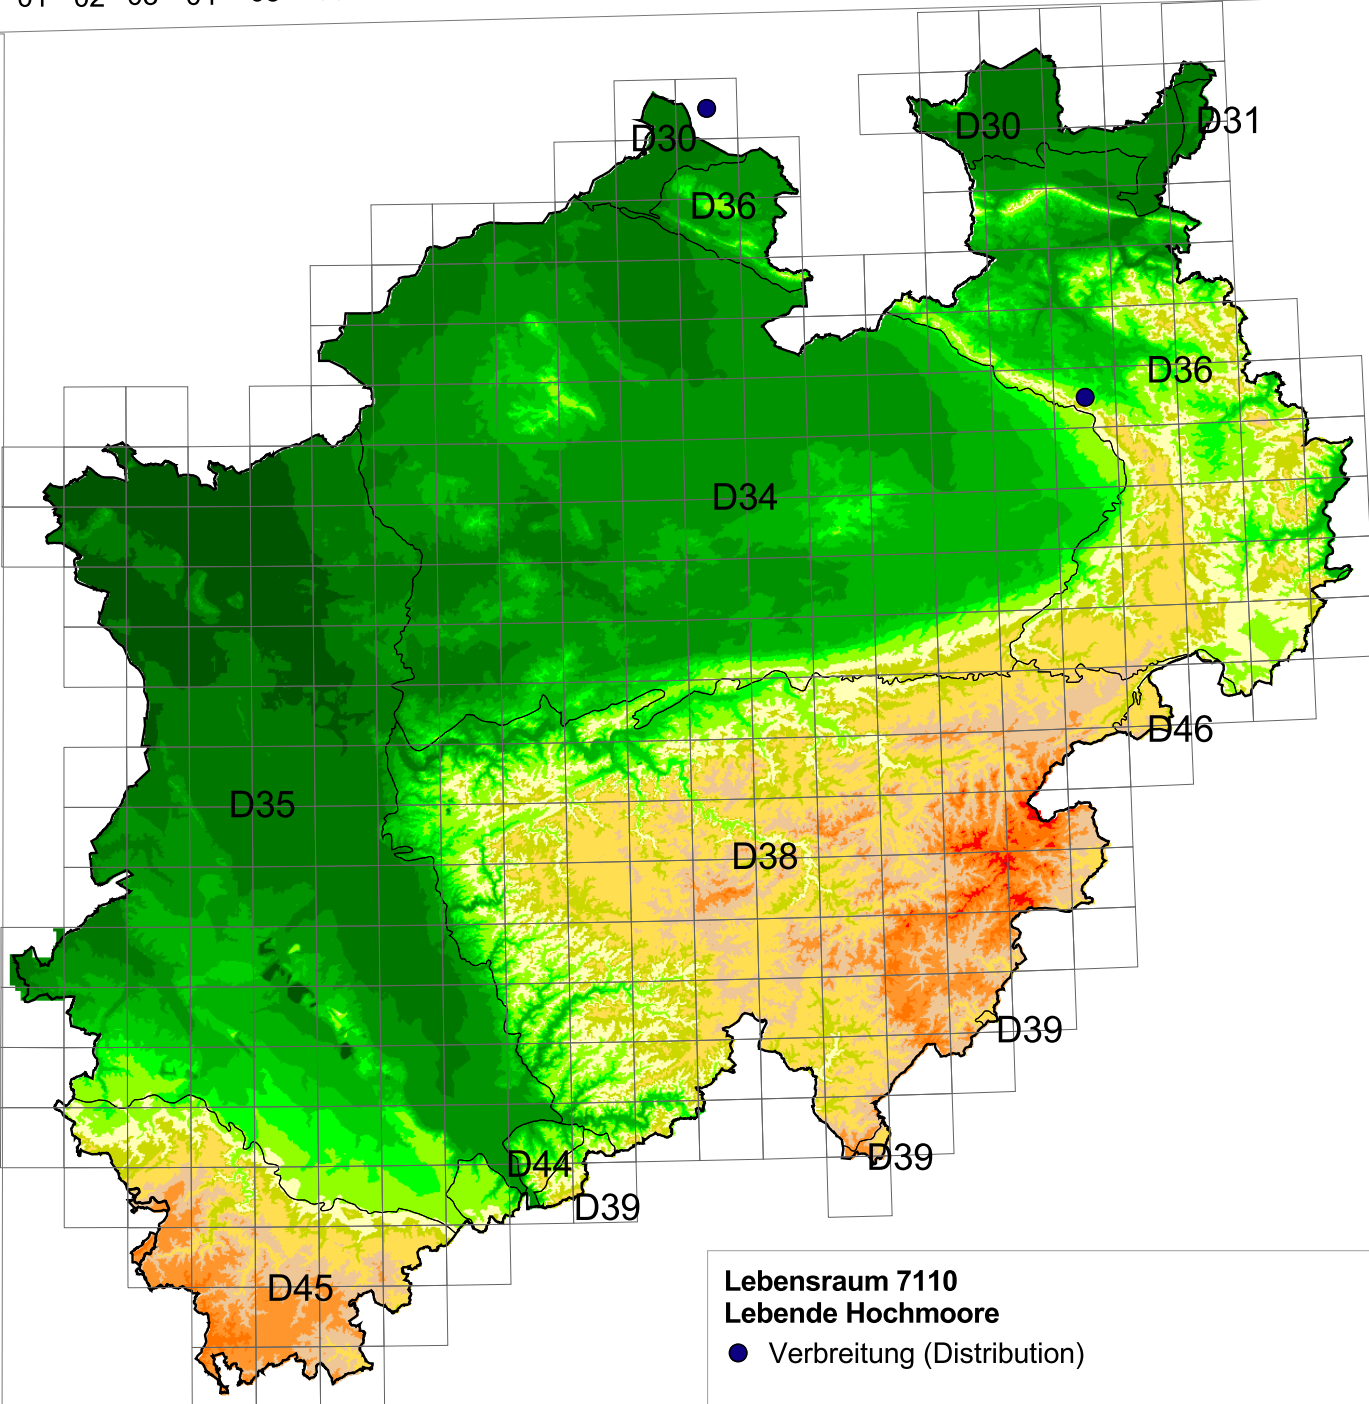 D30
D30
D31
D36
D36
D34
D46
D35
D38
D39
D39
D44
D39
D45
Lebensraum 7110
Lebende Hochmoore
Verbreitung (Distribution)